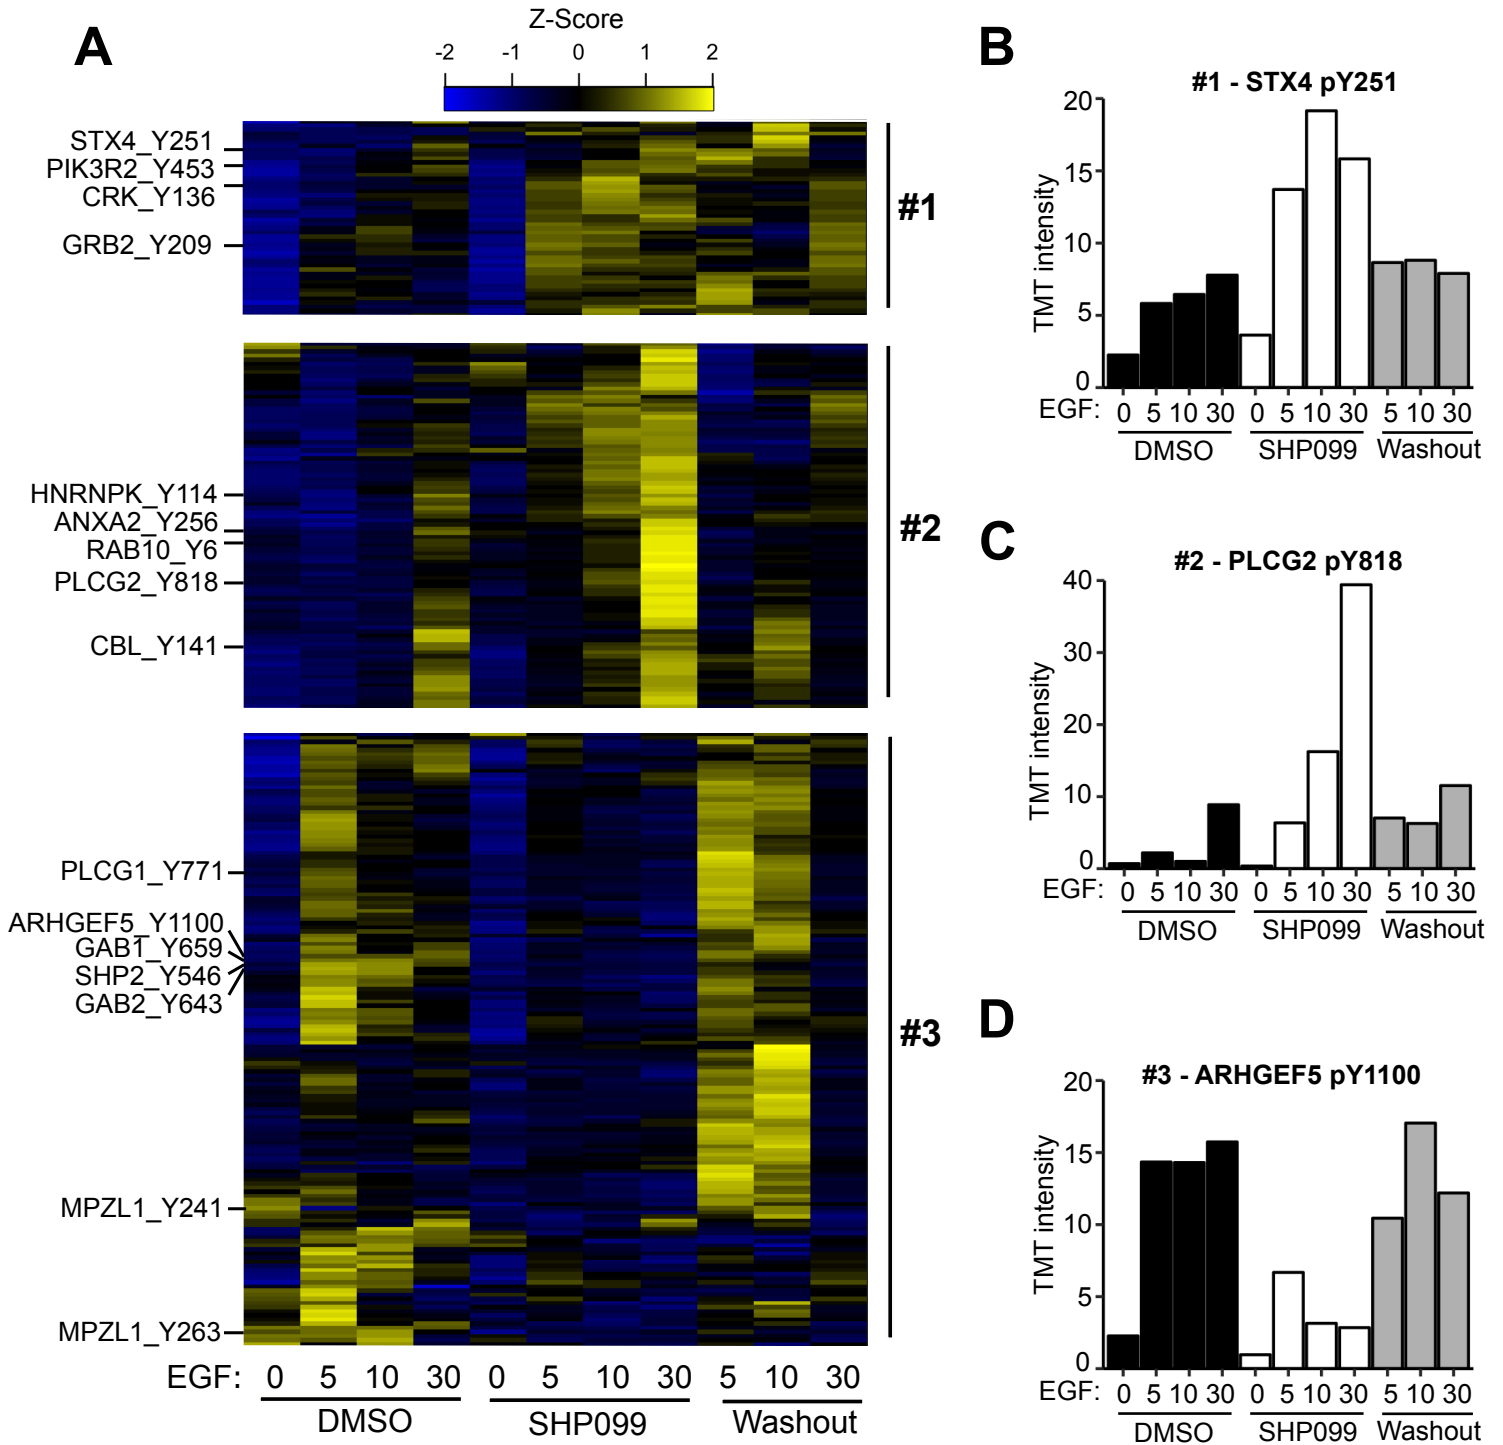 A
Z-Score
-2 -1 0 1 2
STX4_Y251
PIK3R2_Y453
CRK_Y136
GRB2_Y209
#1
HNRNPK_Y114
ANXA2_Y256
RAB10_Y6
PLCG2_Y818
CBL_Y141
#2
PLCG1_Y771
ARHGEF5_Y1100
GAB1_Y659
SHP2_Y546
GAB2_Y643
MPZL1_Y241
MPZL1_Y263
#3
EGF: 0 5 10 30 0 5 10 30 5 10 30
DMSO SHP099 Washout
B
#1 - STX4 pY251
TMT intensity
20
15
10
5
0
EGF: 0 5 10 30 0 5 10 30 5 10 30
DMSO SHP099 Washout
C
#2 - PLCG2 pY818
TMT intensity
40
30
20
10
0
EGF: 0 5 10 30 0 5 10 30 5 10 30
DMSO SHP099 Washout
D
#3 - ARHGEF5 pY1100
TMT intensity
20
15
10
5
0
EGF: 0 5 10 30 0 5 10 30 5 10 30
DMSO SHP099 Washout